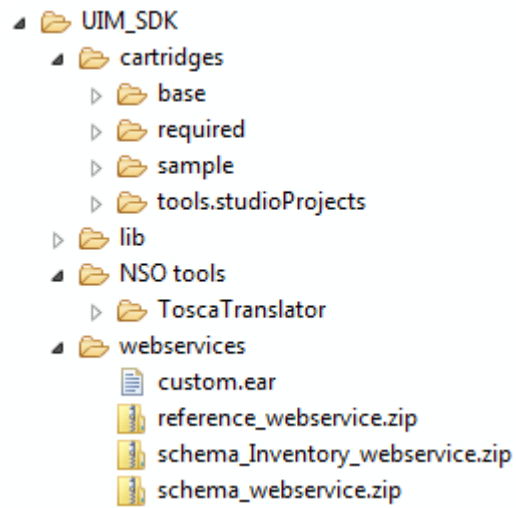 UIM_SDK
cartridges
base
required
sample
tools.studioProjects
lib
NSO tools
ToscaTranslator
webservices
custom.ear
reference_webservice.zip
schema_Inventory_webservice.zip
schema_webservice.zip